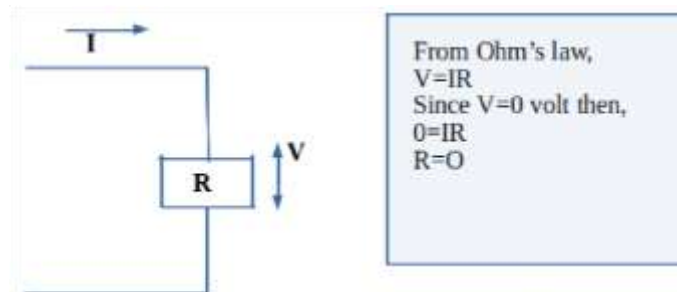 I
V
R
From Ohm's law,
V=IR
Since V=0 volt then,
0=IR
R=O